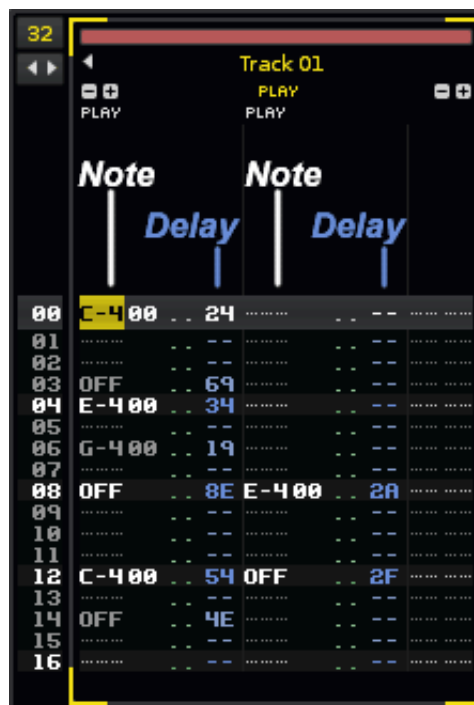 32
Track 01
PLAY
PLAY PLAY
Note Note
Delay Delay
00 C-400 .. 24 .. --
01 .. -- .. --
02 .. -- .. --
03 OFF .. 69 .. --
04 E-400 .. 34 .. --
05 .. -- .. --
06 G-400 .. 19 .. --
07 .. -- .. --
08 OFF .. 8E E-400 .. 2A
09 .. -- .. --
10 .. -- .. --
11 .. -- .. --
12 C-400 .. 54 OFF .. 2F
13 .. -- .. --
14 OFF .. 4E .. --
15 .. -- .. --
16 .. -- .. --